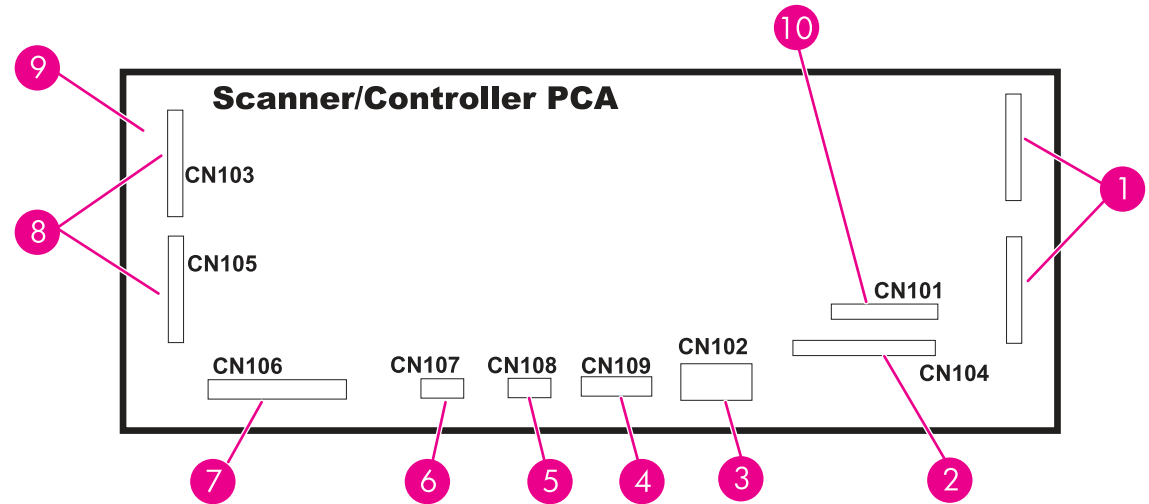 10
9
Scanner/Controller PCA
CN103
1
8
CN105
CN101
CN102
CN106
CN107
CN108
CN109
CN104
7
6
5
4
3
2